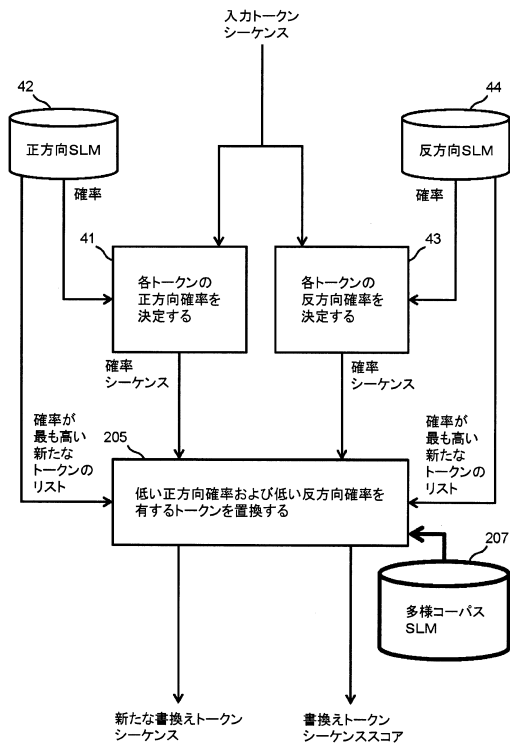 入力トークン
シーケンス
42
正方向SLM
44
反方向SLM
確率
確率
41
各トークンの
正方向確率を
決定する
43
各トークンの
反方向確率を
決定する
確率
シーケンス
確率
シーケンス
確率が
最も高い
新たな
トークンの
リスト
205
低い正方向確率および低い反方向確率を
有するトークンを置換する
確率が
最も高い
新たな
トークンの
リスト
207
多様コーパス
SLM
新たな書換えトークン
シーケンス
書換えトークン
シーケンススコア